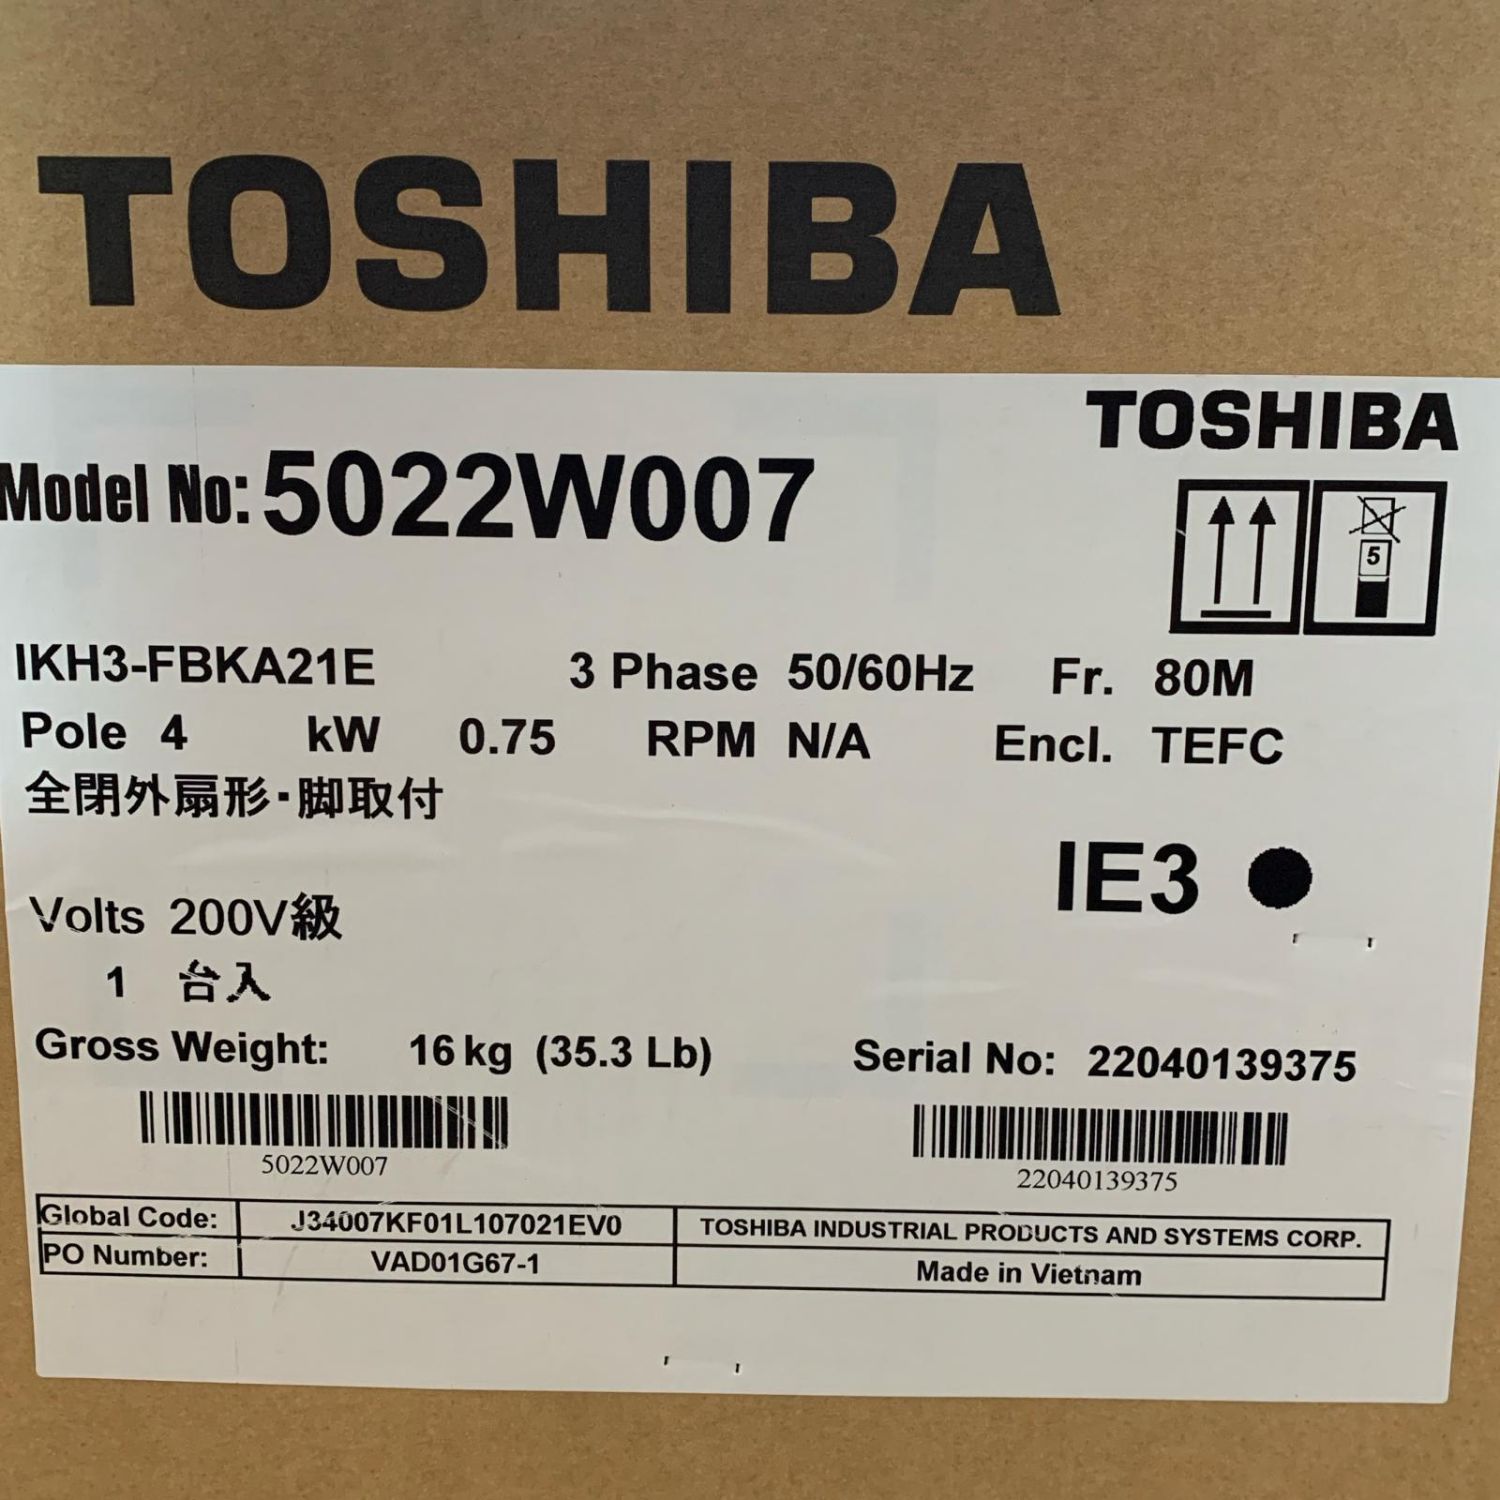 TOSHIBA
TOSHIBA
Model No: 5022W007
5
IKH3-FBKA21E 3 Phase 50/60Hz Fr. 80M
Pole 4 kW 0.75 RPM N/A Encl. TEFC
全閉外扇形・脚取付
IE3
Volts 200V級
1 台入
Gross Weight: 16 kg (35.3 Lb) Serial No: 22040139375
5022W007 22040139375
Global Code: J34007KF01L107021EV0 TOSHIBA INDUSTRIAL PRODUCTS AND SYSTEMS CORP.
PO Number: VAD01G67-1 Made in Vietnam